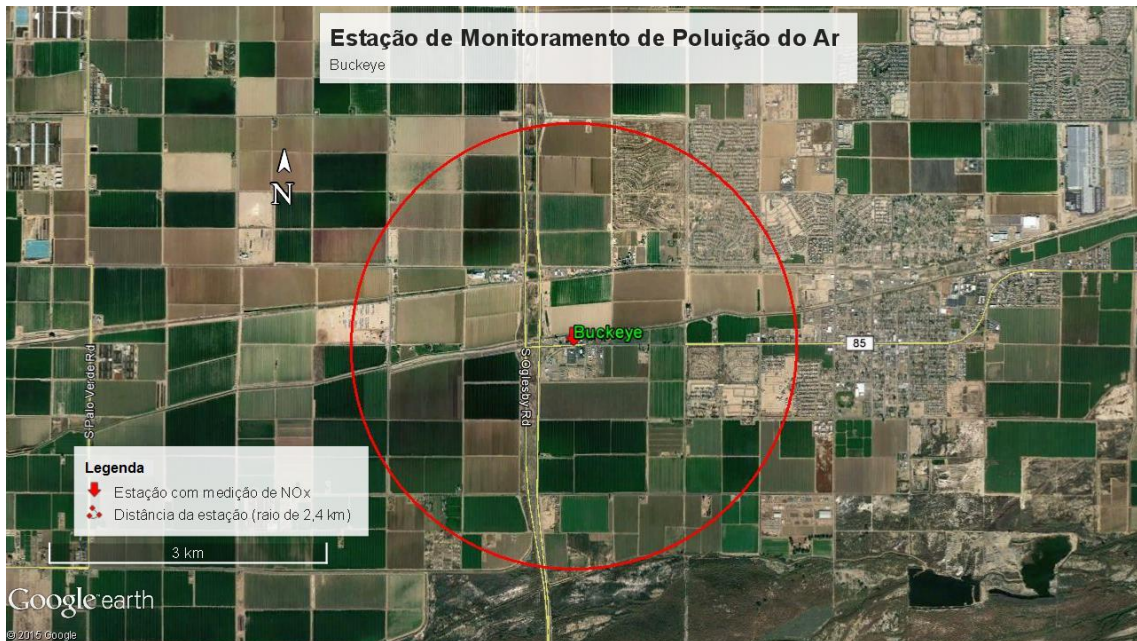 Estação de Monitoramento de Poluição do Ar
Buckeye
N
Buckeye
85
S Oglesby Rd
S Palo Verde Rd
Legenda
Estação com medição de NOx
Distância da estação (raio de 2,4 km)
3 km
Google earth
© 2015 Google